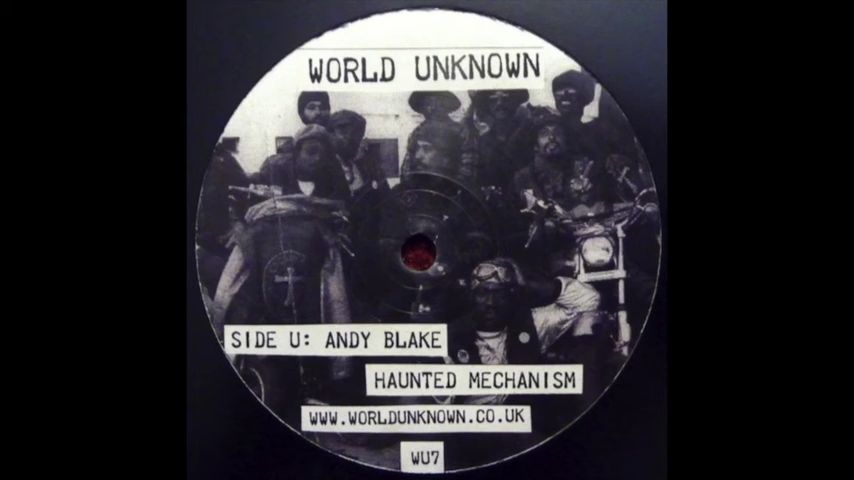 WORLD UNKNOWN
SIDE U: ANDY BLAKE
HAUNTED MECHANISM
WWW.WORLDUNKNOWN.CO.UK
WU7